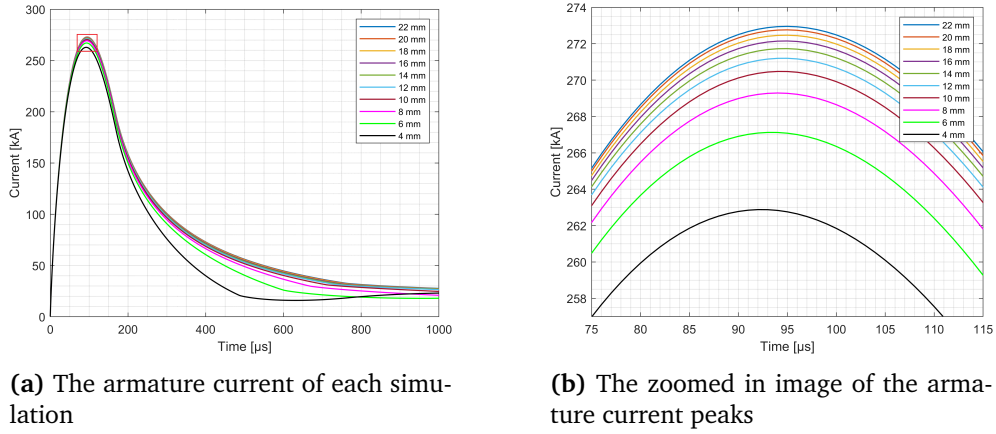 300
250
200
150
100
50
0
Current [kA]
0
200
400
600
800
1000
Time [µs]
22 mm
20 mm
18 mm
16 mm
14 mm
12 mm
10 mm
8 mm
6 mm
4 mm
274
272
270
268
266
264
262
260
258
Current [kA]
75
80
85
90
95
100
105
110
115
Time [µs]
22 mm
20 mm
18 mm
16 mm
14 mm
12 mm
10 mm
8 mm
6 mm
4 mm
(a) The armature current of each simu-
lation
(b) The zoomed in image of the arma-
ture current peaks